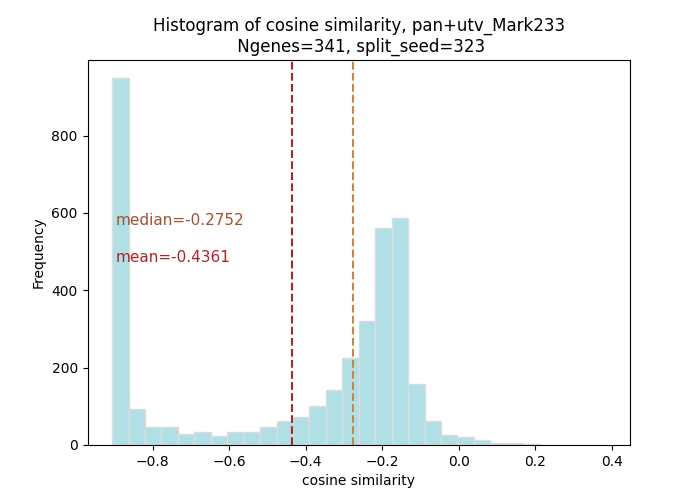 Histogram of cosine similarity, pan+utv_Mark233
Ngenes=341, split_seed=323
Frequency
800
600
400
200
0
median=-0.2752
mean=-0.4361
−0.8 −0.6 −0.4 −0.2 0.0 0.2 0.4
cosine similarity